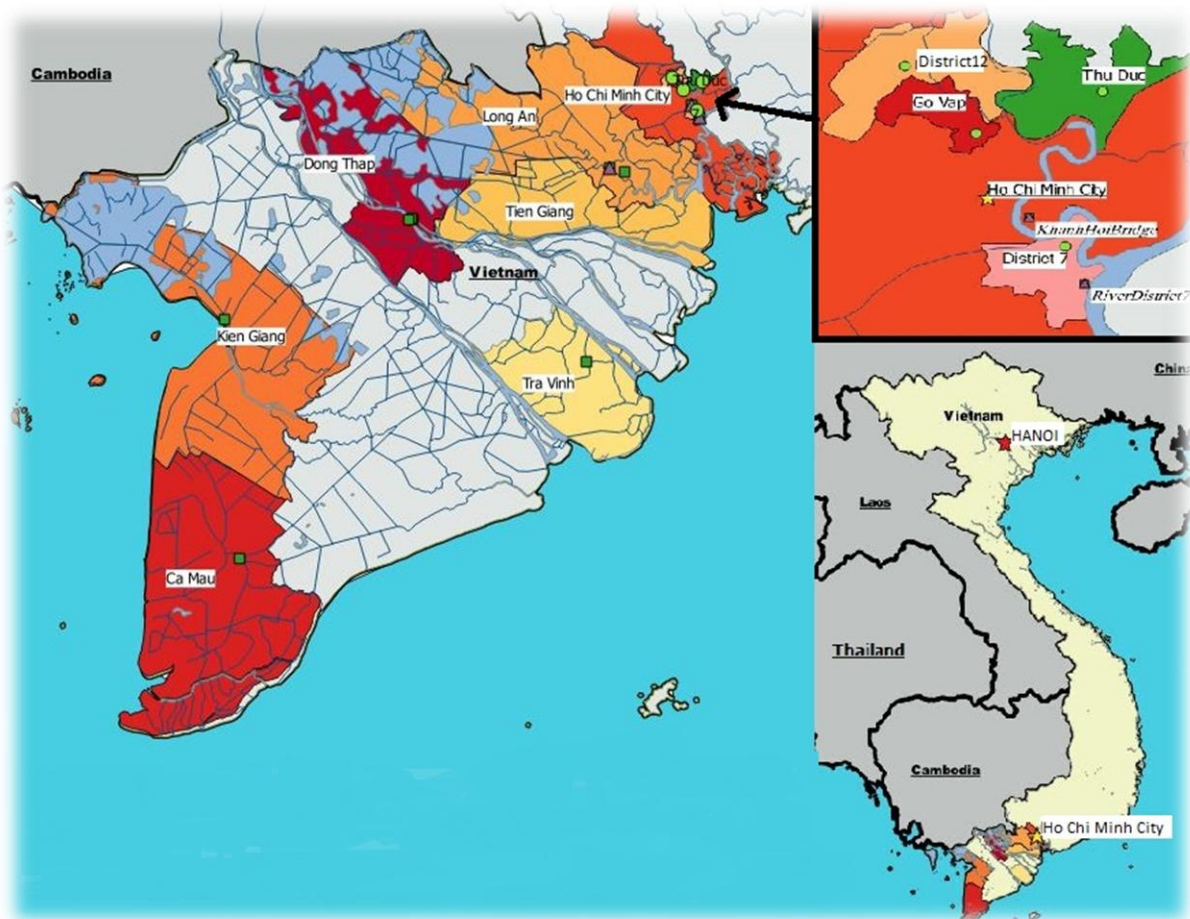 Cambodia
Ho Chi Minh City
Long An
Dong Thap
Tien Giang
Vietnam
Kien Giang
Tra Vinh
Ca Mau
District12
Thu Duc
Go Vap
Ho Chi Minh City
KhanhHoiBridge
District 7
RiverDistrict7
China
Vietnam
HANOI
Laos
Thailand
Cambodia
Ho Chi Minh City